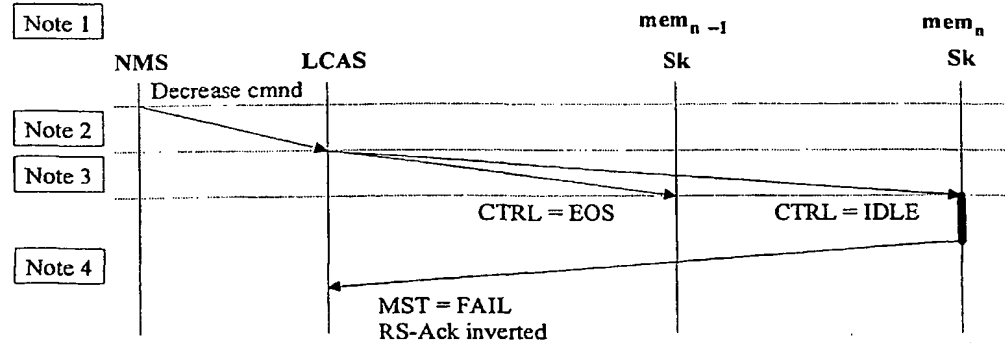 Note 1
mem n-1
mem n
NMS
LCAS
Sk
Sk
Decrease cmnd
Note 2
Note 3
CTRL = EOS
CTRL = IDLE
Note 4
MST = FAIL
RS-Ack inverted